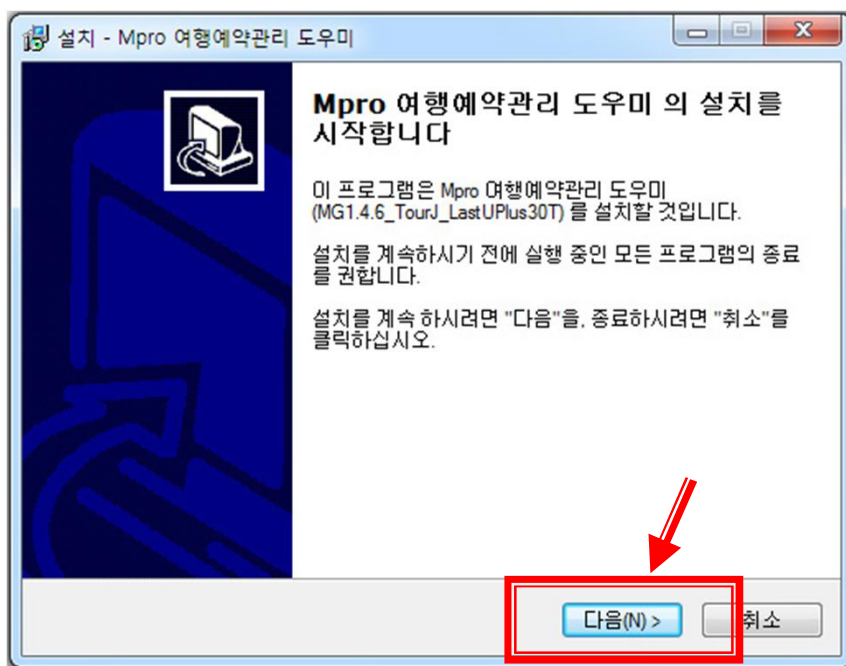 설치 - Mpro 여행예약관리 도우미
Mpro 여행예약관리 도우미 의 설치를
시작합니다
이 프로그램은 Mpro 여행예약관리 도우미
(MG1.4.6_TourJ_LastUPlus30T) 를 설치할 것입니다.
설치를 계속하시기 전에 실행 중인 모든 프로그램의 종료
를 권합니다.
설치를 계속 하시려면 "다음"을, 종료하시려면 "취소"를
클릭하십시오.
다음(N) > 취소